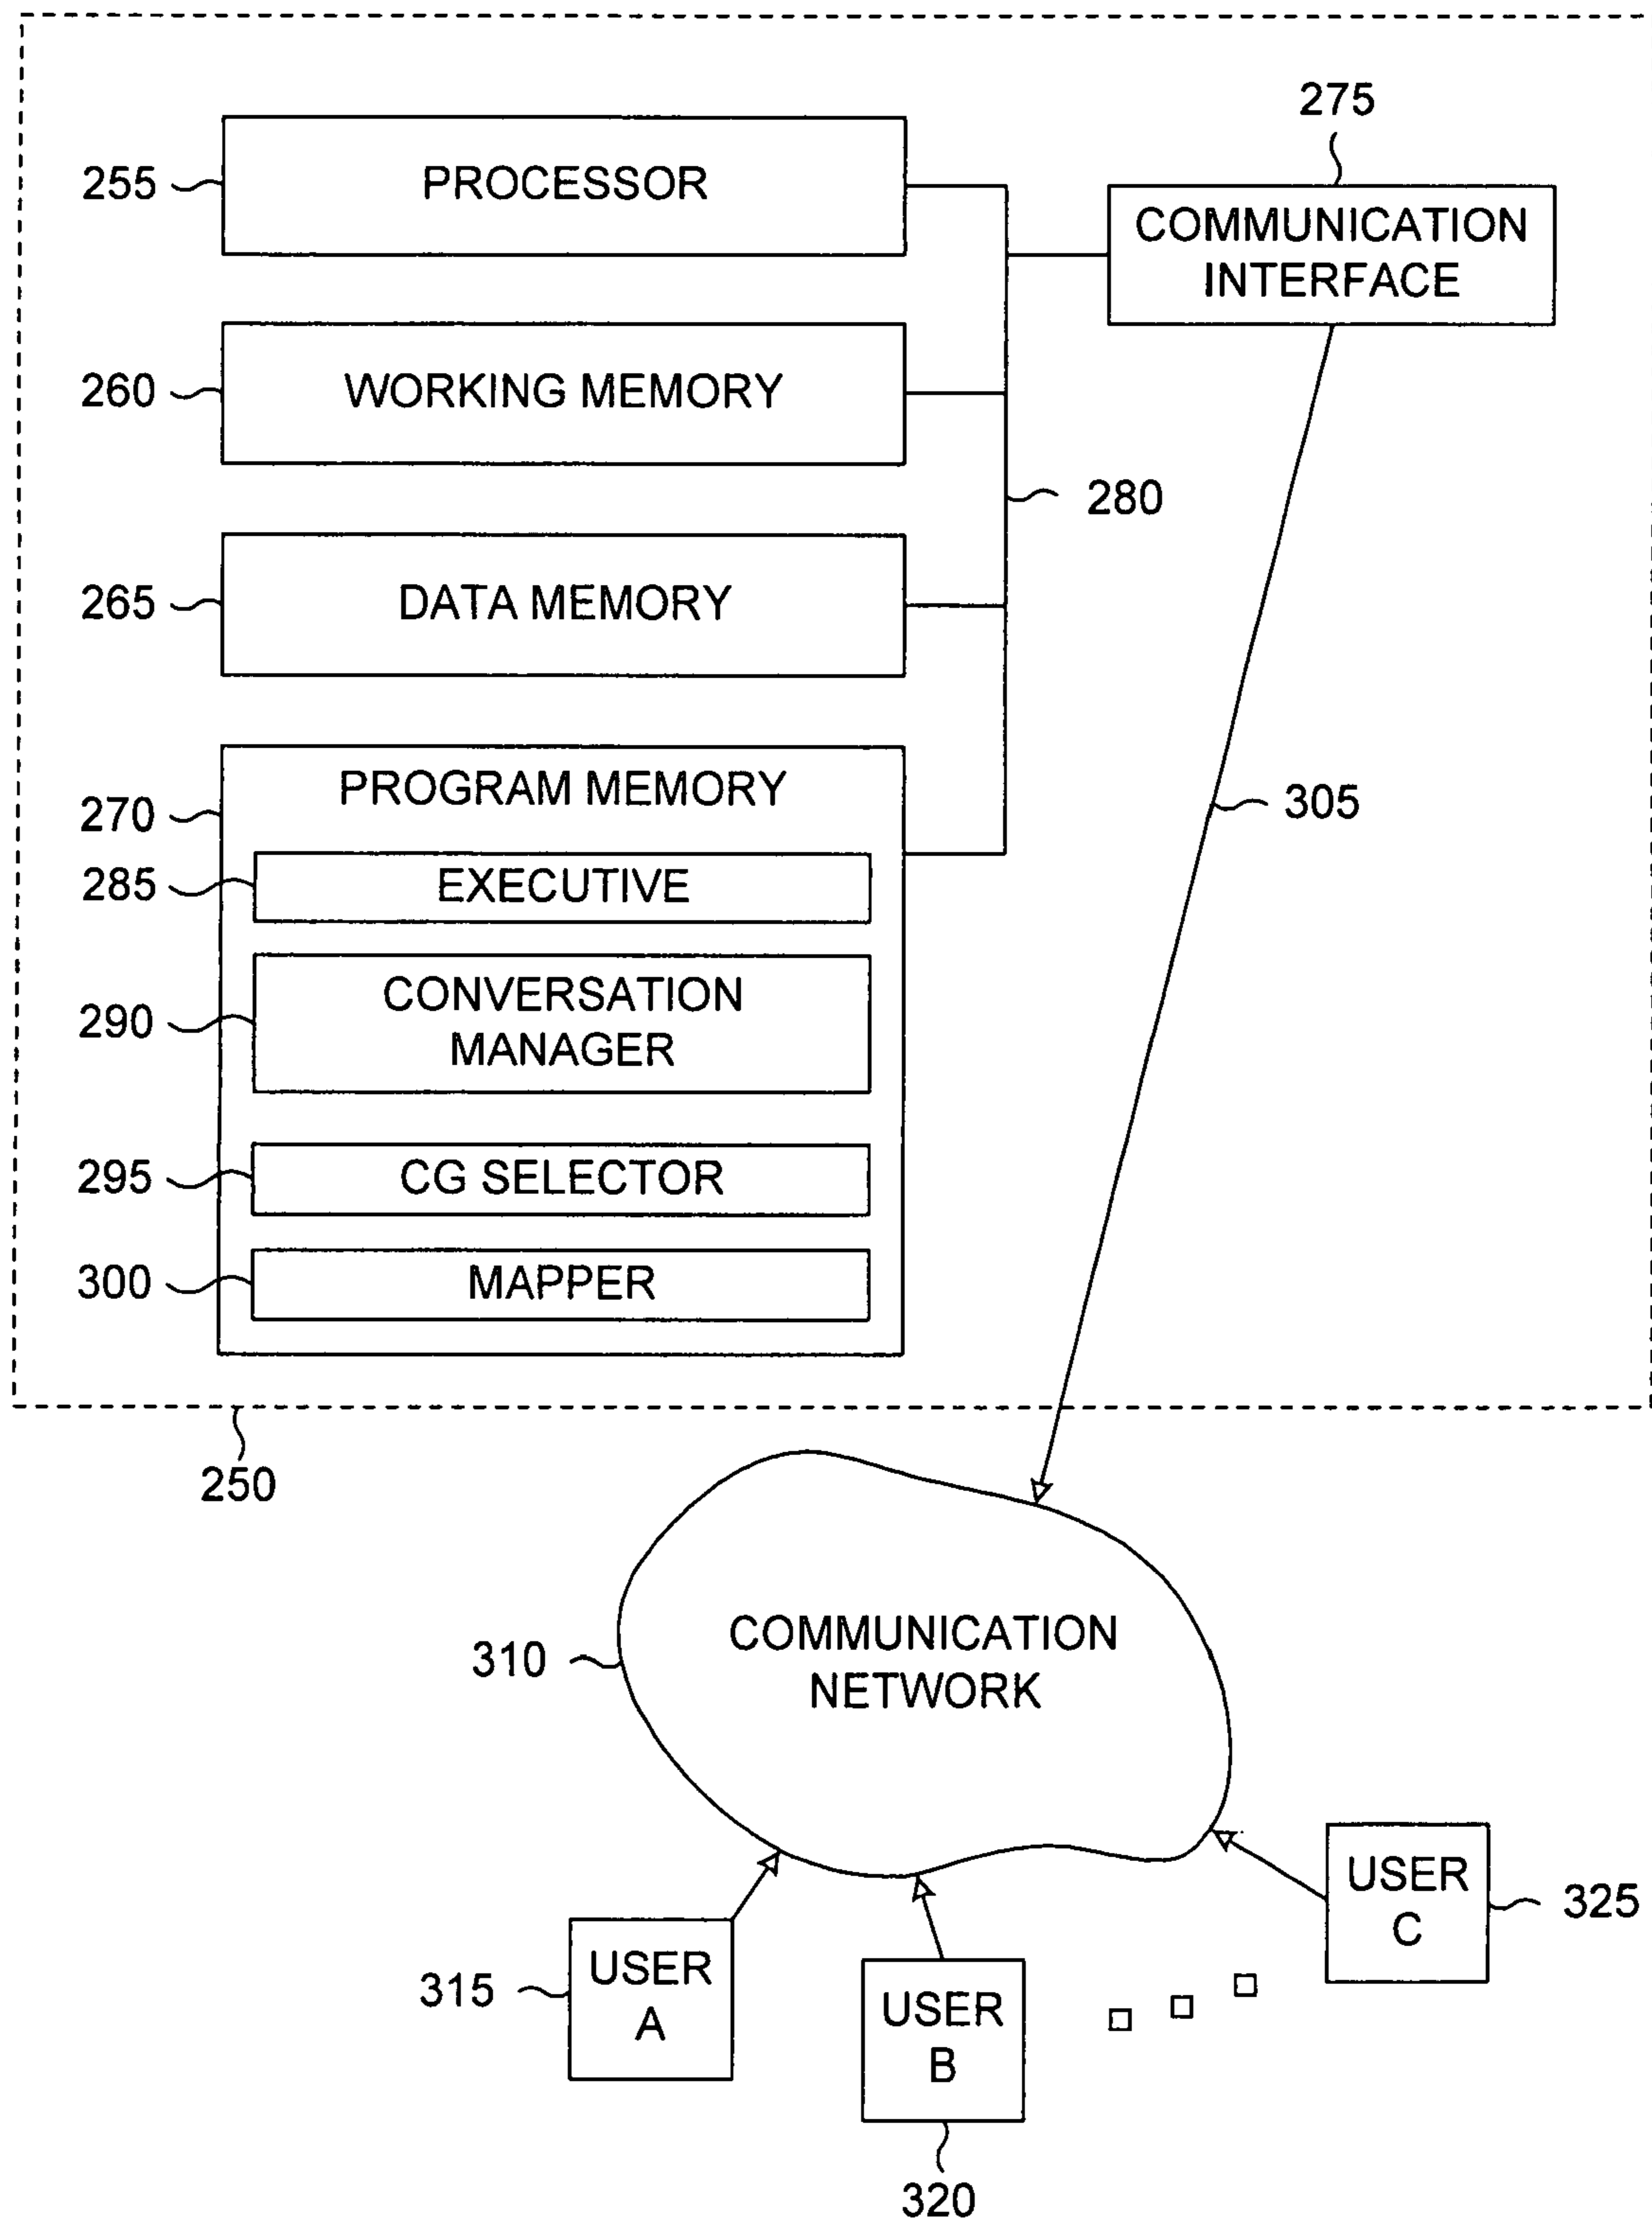 275
255
PROCESSOR
COMMUNICATION
INTERFACE
260
WORKING MEMORY
280
265
DATA MEMORY
PROGRAM MEMORY
270
305
285
EXECUTIVE
290
CONVERSATION
MANAGER
295
CG SELECTOR
300
MAPPER
250
310
COMMUNICATION
NETWORK
315
USER
A
USER
B
320
USER
C
325